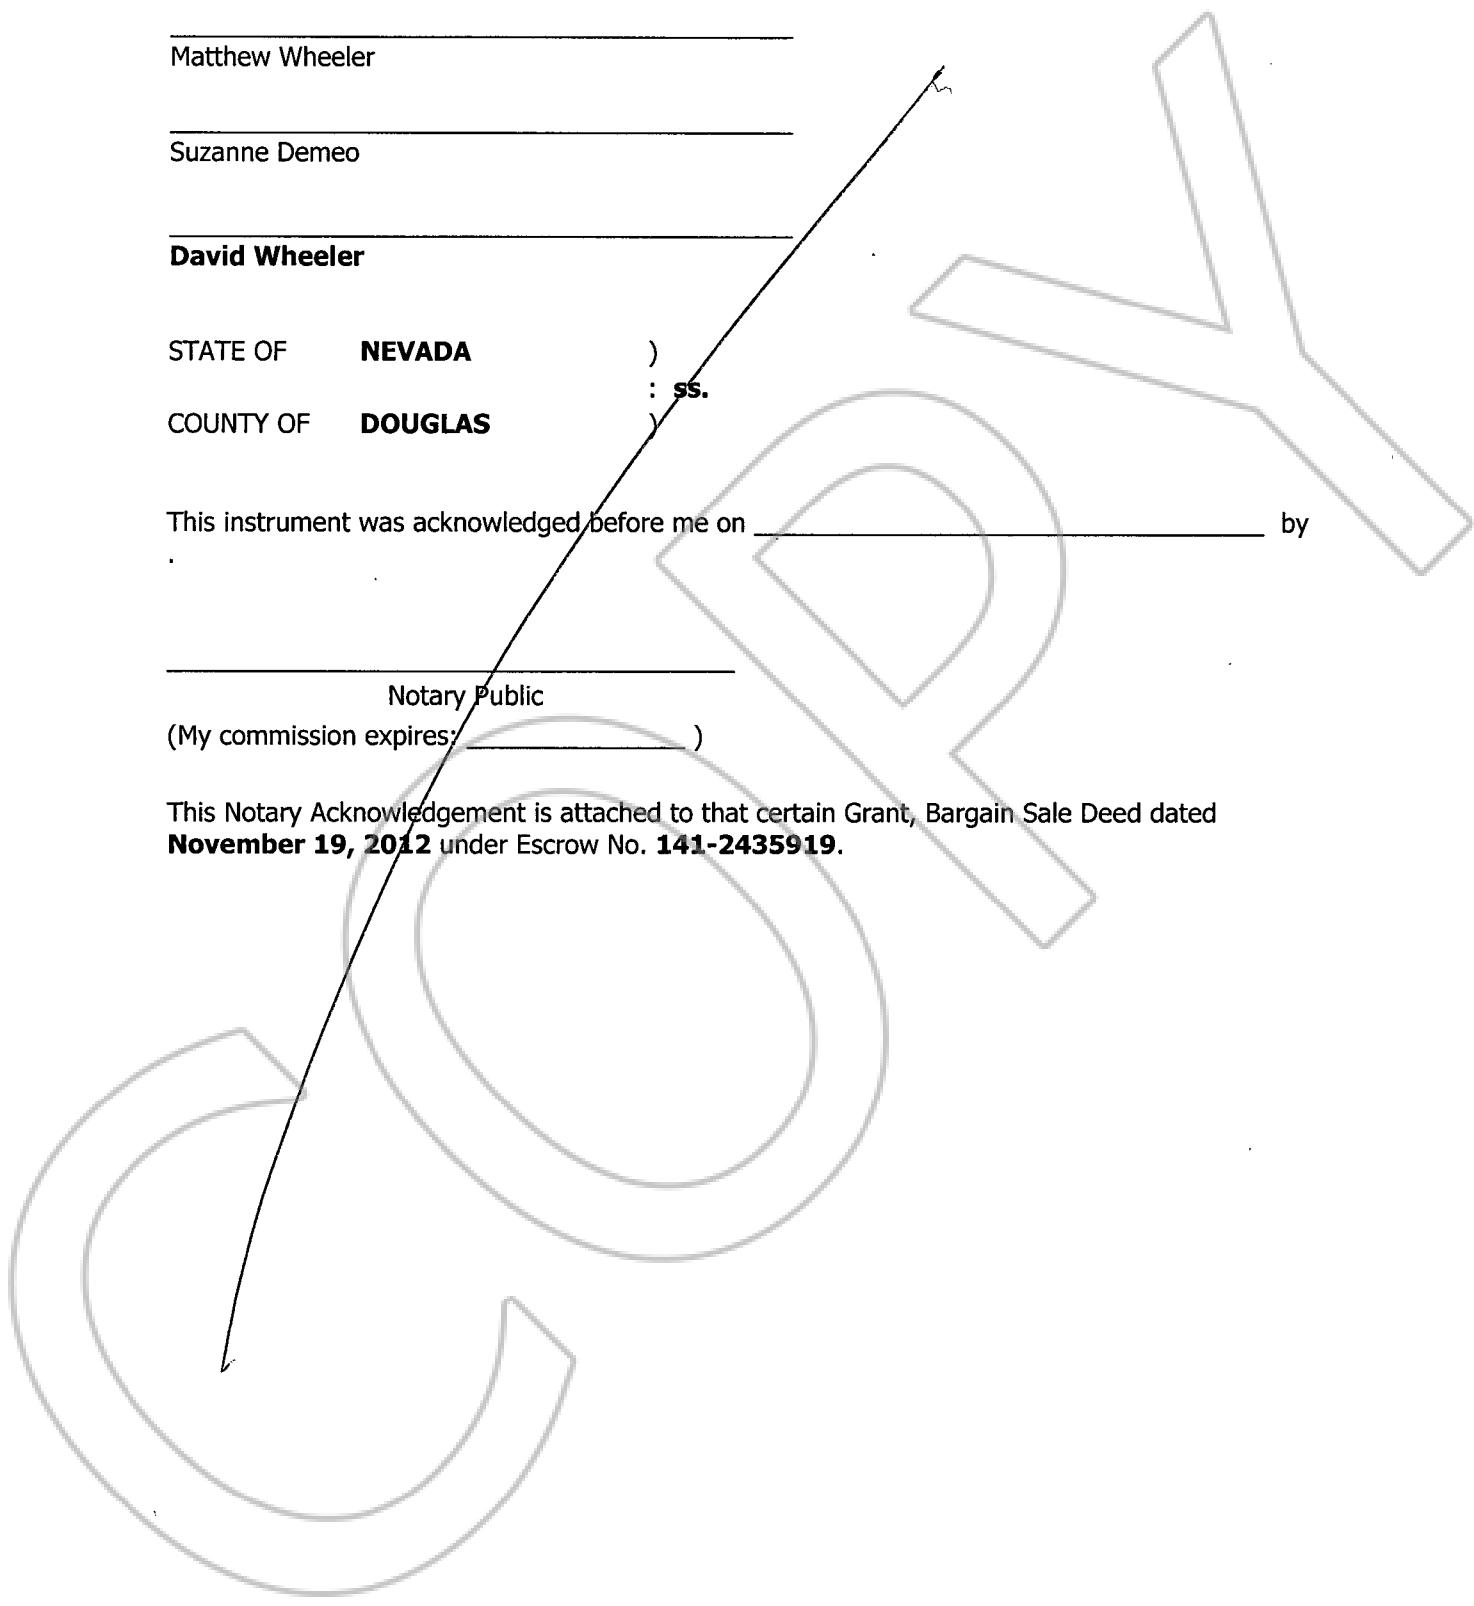 Matthew Wheeler
Suzanne Demeo
David Wheeler
STATE OF NEVADA )
: ss.
COUNTY OF DOUGLAS )
This instrument was acknowledged before me on ____________________ by
.
Notary Public
(My commission expires: ____________ )
This Notary Acknowledgement is attached to that certain Grant, Bargain Sale Deed dated
November 19, 2012 under Escrow No. 141-2435919.
COPY